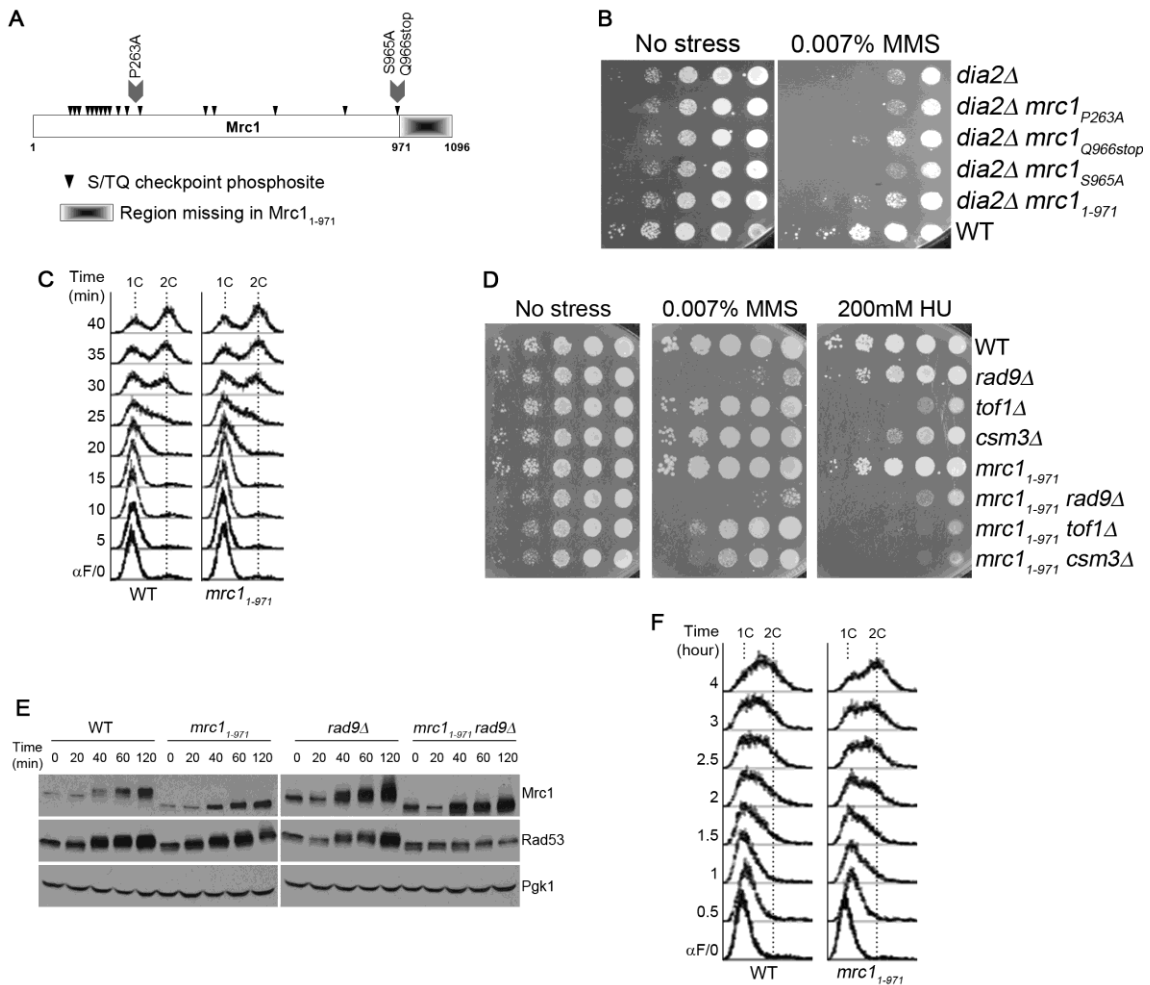 A
P263A
S965A
Q966stop
Mrc1
1 971 1096
S/TQ checkpoint phosphosite
Region missing in Mrc1₁₋₉₇₁
B
No stress 0.007% MMS
dia2Δ
dia2Δ mrc1P263A
dia2Δ mrc1Q966stop
dia2Δ mrc1S965A
dia2Δ mrc1₁₋₉₇₁
WT
C
Time (min)
1C 2C 1C 2C
40
35
30
25
20
15
10
5
αF/0
WT mrc1₁₋₉₇₁
D
No stress 0.007% MMS 200mM HU
WT
rad9Δ
tof1Δ
csm3Δ
mrc1₁₋₉₇₁
mrc1₁₋₉₇₁ rad9Δ
mrc1₁₋₉₇₁ tof1Δ
mrc1₁₋₉₇₁ csm3Δ
E
WT mrc1₁₋₉₇₁ rad9Δ mrc1₁₋₉₇₁ rad9Δ
Time (min)
0 20 40 60 120 0 20 40 60 120 0 20 40 60 120 0 20 40 60 120
Mrc1
Rad53
Pgk1
F
Time (hour)
1C 2C 1C 2C
4
3
2.5
2
1.5
1
0.5
αF/0
WT mrc1₁₋₉₇₁